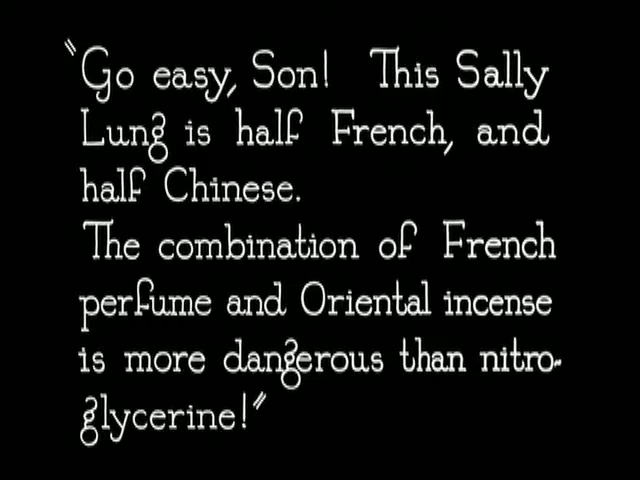 "Go easy, Son! This Sally
Lung is half French, and
half Chinese.
The combination of French
perfume and Oriental incense
is more dangerous than nitro-
glycerine!"